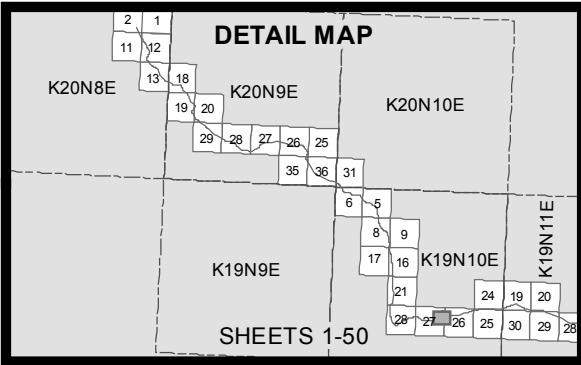 DETAIL MAP
2 1
11 12
K20N8E
13 18
K20N9E
19 20
K20N10E
29 28 27 26 25
35 36 31
6 5
8 9
K19N9E
17 16
K19N10E
K19N11E
21
24 19 20
28 27 26 25 30 29 28
SHEETS 1-50